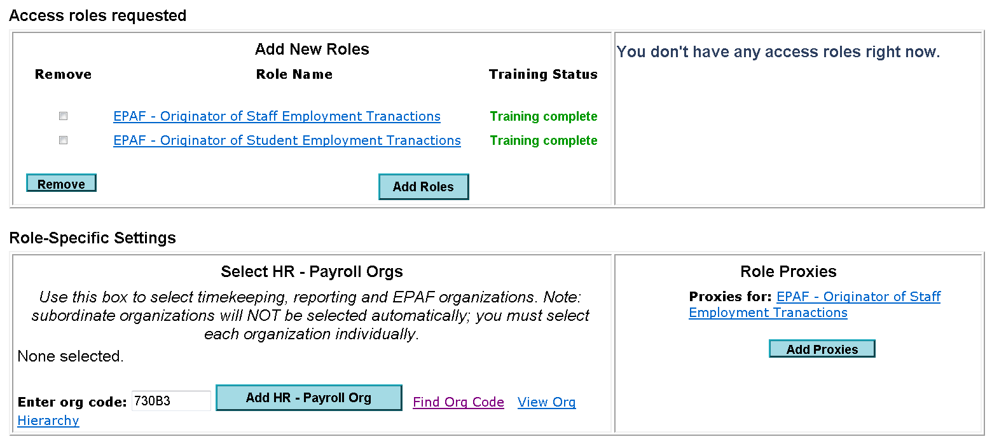 Access roles requested
Add New Roles
Remove Role Name Training Status
EPAF - Originator of Staff Employment Tranactions Training complete
EPAF - Originator of Student Employment Tranactions Training complete
Remove Add Roles
You don't have any access roles right now.
Role-Specific Settings
Select HR - Payroll Orgs
Use this box to select timekeeping, reporting and EPAF organizations. Note:
subordinate organizations will NOT be selected automatically; you must select
each organization individually.
None selected.
Enter org code: 730B3 Add HR - Payroll Org Find Org Code View Org
Hierarchy
Role Proxies
Proxies for: EPAF - Originator of Staff
Employment Tranactions
Add Proxies